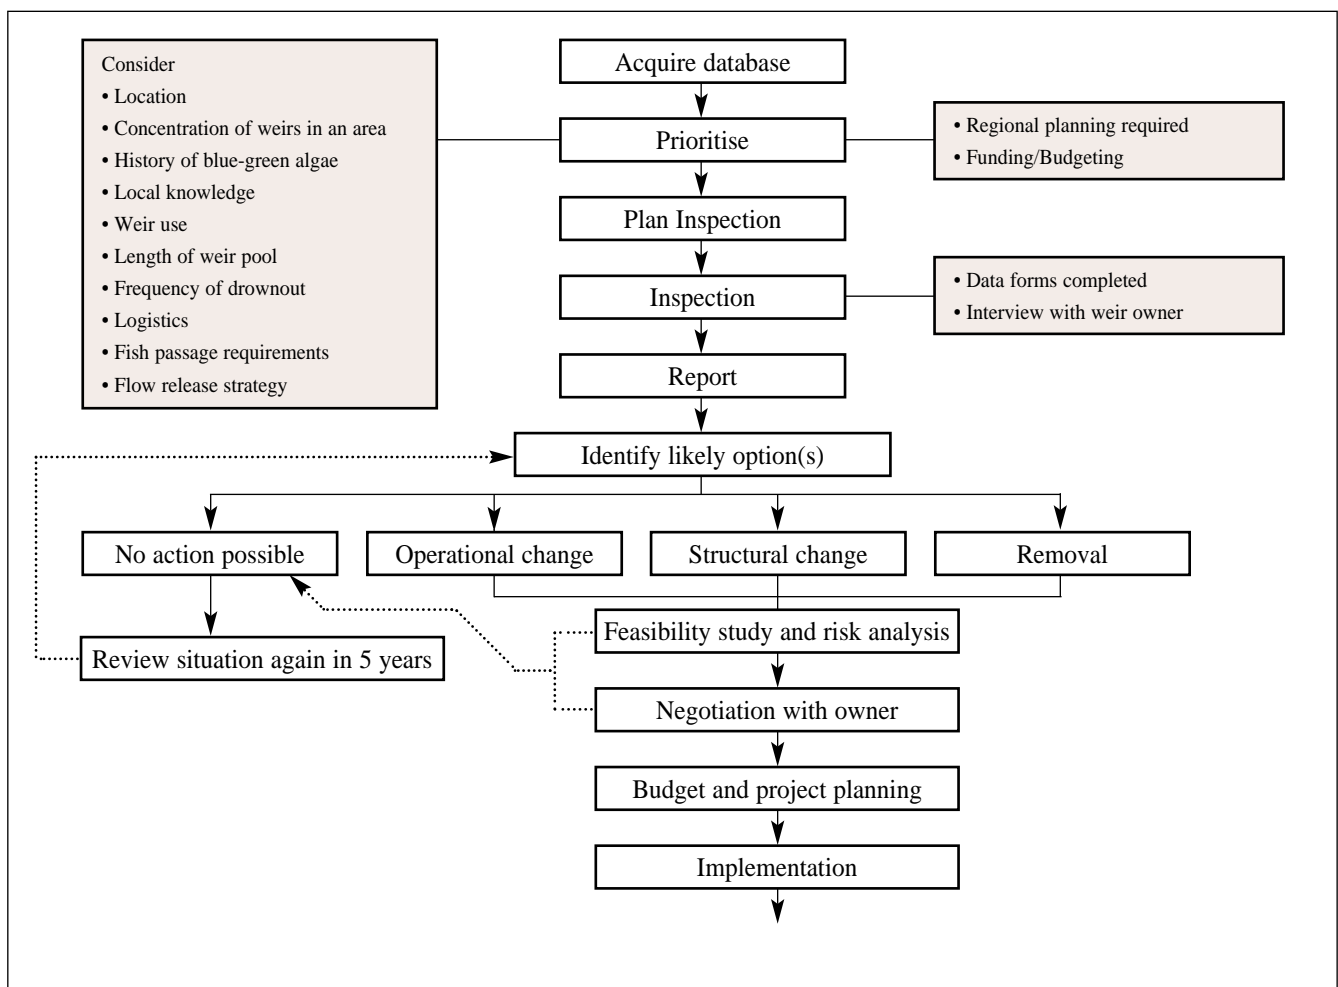 Consider
• Location
• Concentration of weirs in an area
• History of blue-green algae
• Local knowledge
• Weir use
• Length of weir pool
• Frequency of drownout
• Logistics
• Fish passage requirements
• Flow release strategy
Acquire database
Prioritise
• Regional planning required
• Funding/Budgeting
Plan Inspection
Inspection
• Data forms completed
• Interview with weir owner
Report
Identify likely option(s)
No action possible
Operational change
Structural change
Removal
Review situation again in 5 years
Feasibility study and risk analysis
Negotiation with owner
Budget and project planning
Implementation